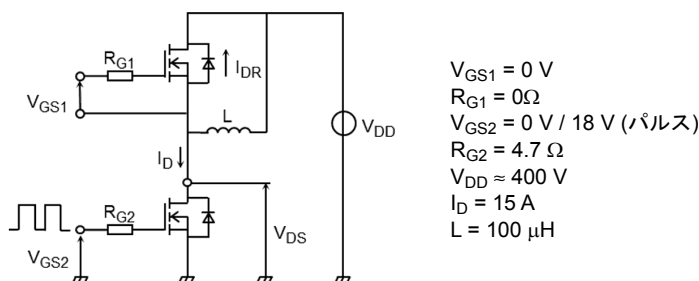 R_G1
I_DR
V_GS1
L
V_DD
I_D
R_G2
V_DS
V_GS2
V_GS1 = 0 V
R_G1 = 0Ω
V_GS2 = 0 V / 18 V (パルス)
R_G2 = 4.7 Ω
V_DD ≈ 400 V
I_D = 15 A
L = 100 μH